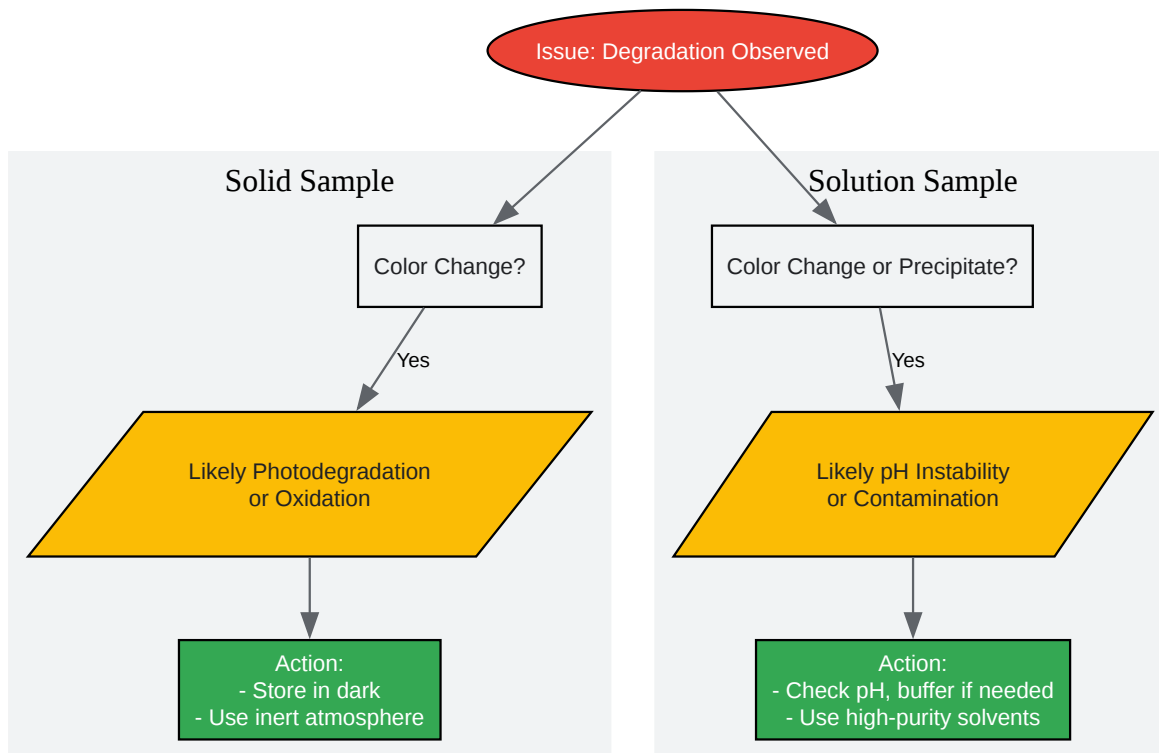 Issue: Degradation Observed
Solid Sample
Color Change?
Yes
Likely Photodegradation
or Oxidation
Action:
- Store in dark
- Use inert atmosphere
Solution Sample
Color Change or Precipitate?
Yes
Likely pH Instability
or Contamination
Action:
- Check pH, buffer if needed
- Use high-purity solvents